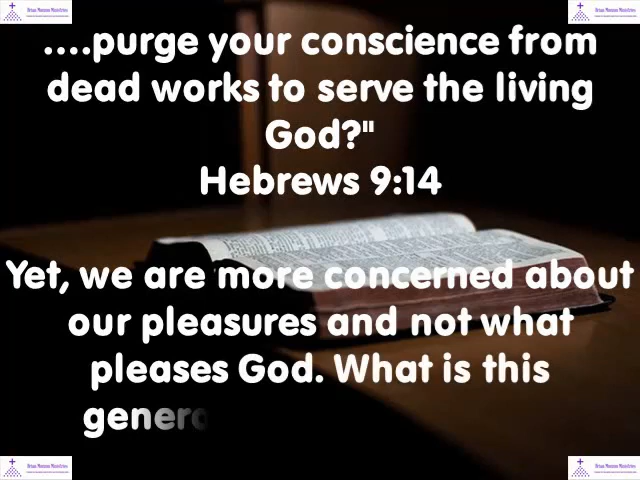 ....purge your conscience from
dead works to serve the living
God?"
Hebrews 9:14
Yet, we are more concerned about
our pleasures and not what
pleases God. What is this